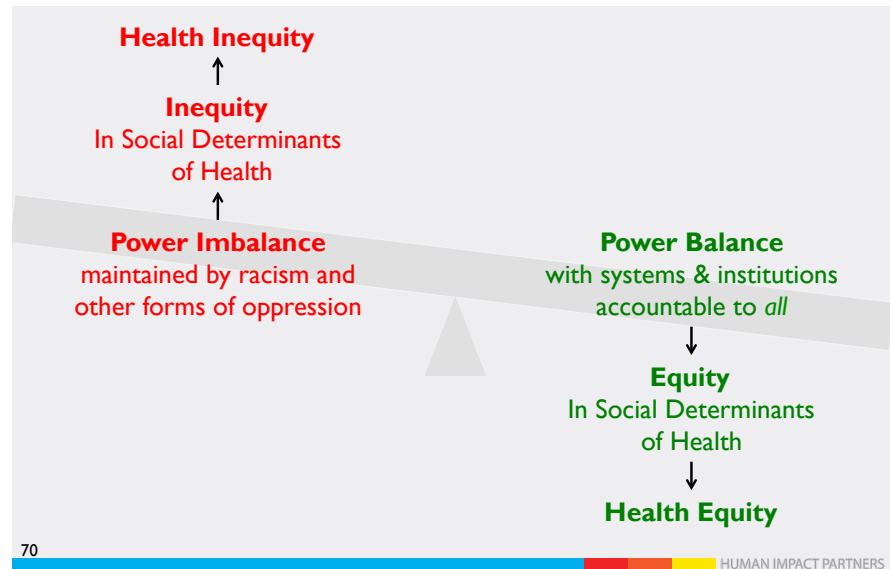 Health Inequity
Inequity
In Social Determinants
of Health
Power Imbalance
maintained by racism and
other forms of oppression
Power Balance
with systems & institutions
accountable to all
Equity
In Social Determinants
of Health
Health Equity
70
HUMAN IMPACT PARTNERS